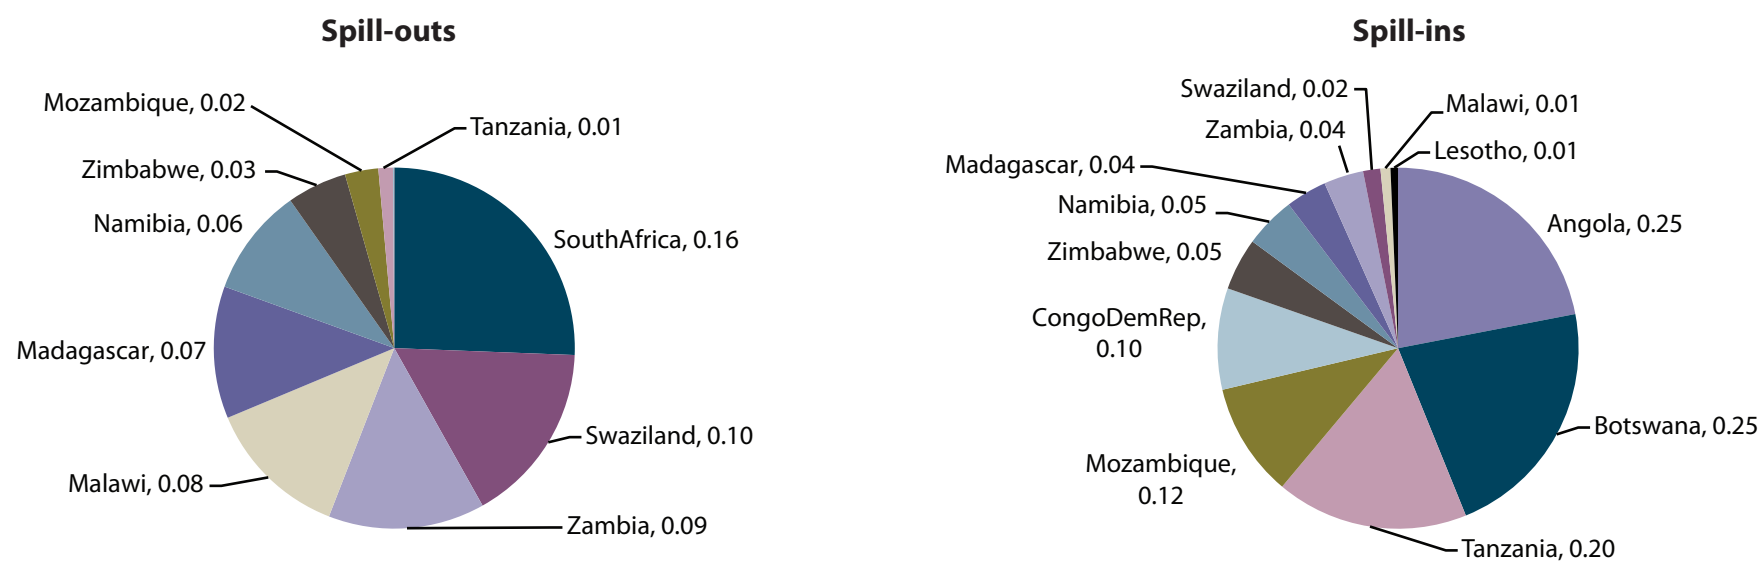 Spill-outs
Mozambique, 0.02
Tanzania, 0.01
Zimbabwe, 0.03
Namibia, 0.06
SouthAfrica, 0.16
Madagascar, 0.07
Swaziland, 0.10
Malawi, 0.08
Zambia, 0.09
Spill-ins
Swaziland, 0.02
Malawi, 0.01
Zambia, 0.04
Lesotho, 0.01
Madagascar, 0.04
Namibia, 0.05
Angola, 0.25
Zimbabwe, 0.05
CongoDemRep,
0.10
Botswana, 0.25
Mozambique,
0.12
Tanzania, 0.20